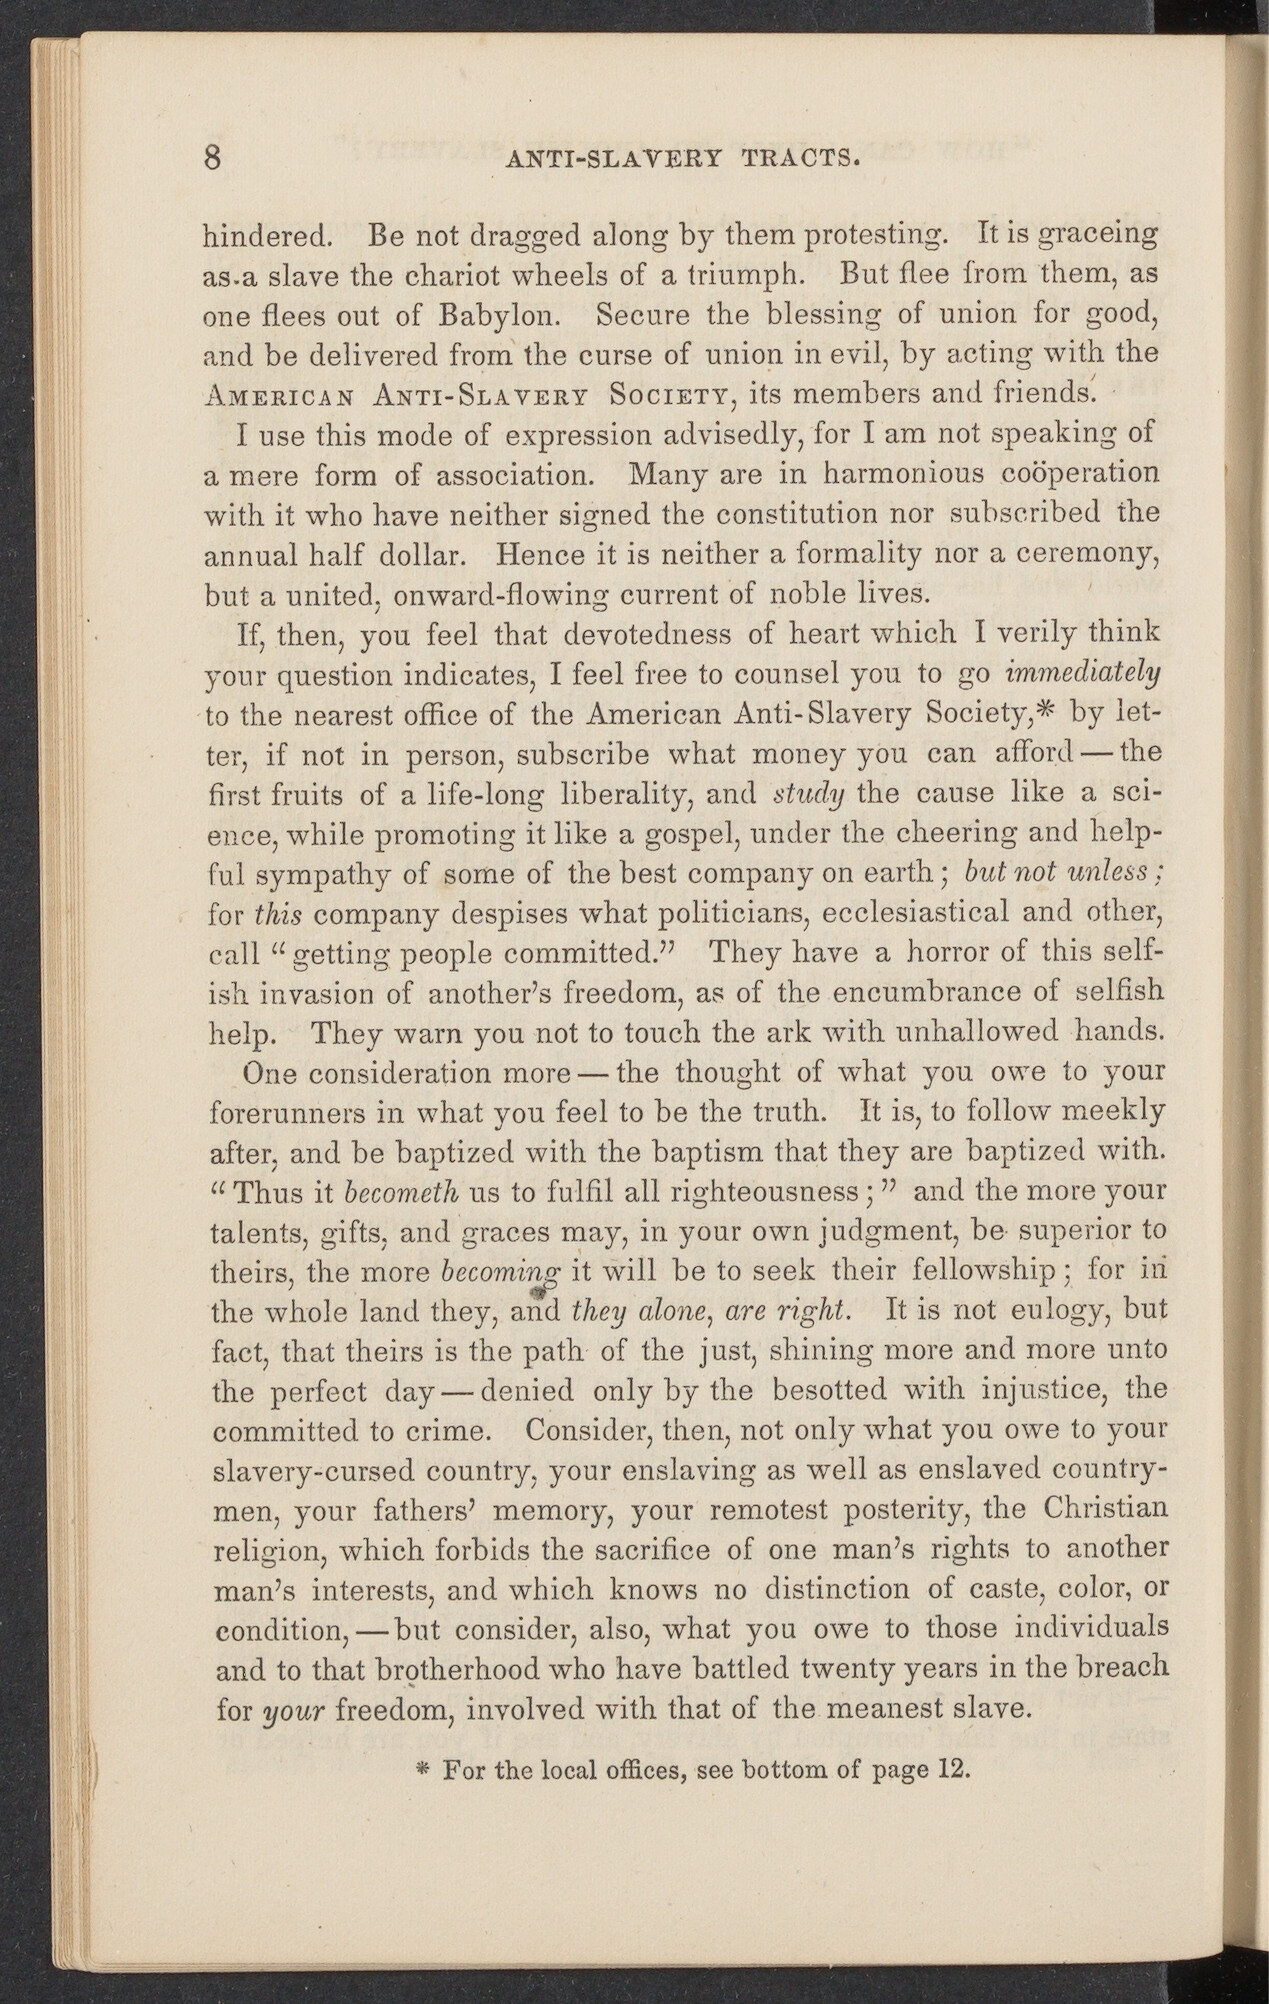 8 ANTI-SLAVERY TRACTS.
hindered. Be not dragged along by them protesting. It is graceing
as a slave the chariot wheels of a triumph. But flee from them, as
one flees out of Babylon. Secure the blessing of union for good,
and be delivered from the curse of union in evil, by acting with the
AMERICAN ANTI-SLAVERY SOCIETY, its members and friends.
I use this mode of expression advisedly, for I am not speaking of
a mere form of association. Many are in harmonious coöperation
with it who have neither signed the constitution nor subscribed the
annual half dollar. Hence it is neither a formality nor a ceremony,
but a united, onward-flowing current of noble lives.
If, then, you feel that devotedness of heart which I verily think
your question indicates, I feel free to counsel you to go immediately
to the nearest office of the American Anti-Slavery Society,* by let-
ter, if not in person, subscribe what money you can afford — the
first fruits of a life-long liberality, and study the cause like a sci-
ence, while promoting it like a gospel, under the cheering and help-
ful sympathy of some of the best company on earth; but not unless;
for this company despises what politicians, ecclesiastical and other,
call “getting people committed.” They have a horror of this self-
ish invasion of another’s freedom, as of the encumbrance of selfish
help. They warn you not to touch the ark with unhallowed hands.
One consideration more — the thought of what you owe to your
forerunners in what you feel to be the truth. It is, to follow meekly
after, and be baptized with the baptism that they are baptized with.
“Thus it becometh us to fulfil all righteousness;” and the more your
talents, gifts, and graces may, in your own judgment, be superior to
theirs, the more becoming it will be to seek their fellowship; for in
the whole land they, and they alone, are right. It is not eulogy, but
fact, that theirs is the path of the just, shining more and more unto
the perfect day — denied only by the besotted with injustice, the
committed to crime. Consider, then, not only what you owe to your
slavery-cursed country, your enslaving as well as enslaved country-
men, your fathers’ memory, your remotest posterity, the Christian
religion, which forbids the sacrifice of one man’s rights to another
man’s interests, and which knows no distinction of caste, color, or
condition, — but consider, also, what you owe to those individuals
and to that brotherhood who have battled twenty years in the breach
for your freedom, involved with that of the meanest slave.
* For the local offices, see bottom of page 12.